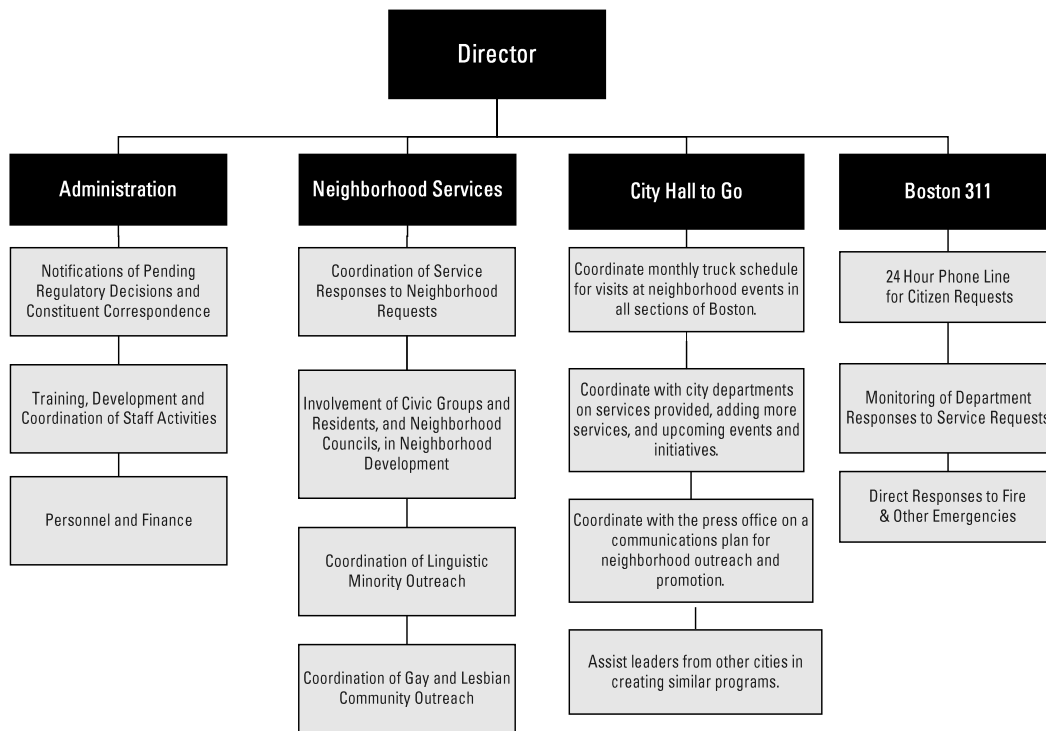 Director
Administration
Notifications of Pending
Regulatory Decisions and
Constituent Correspondence
Training, Development and
Coordination of Staff Activities
Personnel and Finance
Neighborhood Services
Coordination of Service
Responses to Neighborhood
Requests
Involvement of Civic Groups and
Residents, and Neighborhood
Councils, in Neighborhood
Development
Coordination of Linguistic
Minority Outreach
Coordination of Gay and Lesbian
Community Outreach
City Hall to Go
Coordinate monthly truck schedule
for visits at neighborhood events in
all sections of Boston.
Coordinate with city departments
on services provided, adding more
services, and upcoming events and
initiatives.
Coordinate with the press office on a
communications plan for
neighborhood outreach and
promotion.
Assist leaders from other cities in
creating similar programs.
Boston 311
24 Hour Phone Line
for Citizen Requests
Monitoring of Department
Responses to Service Requests
Direct Responses to Fire
& Other Emergencies